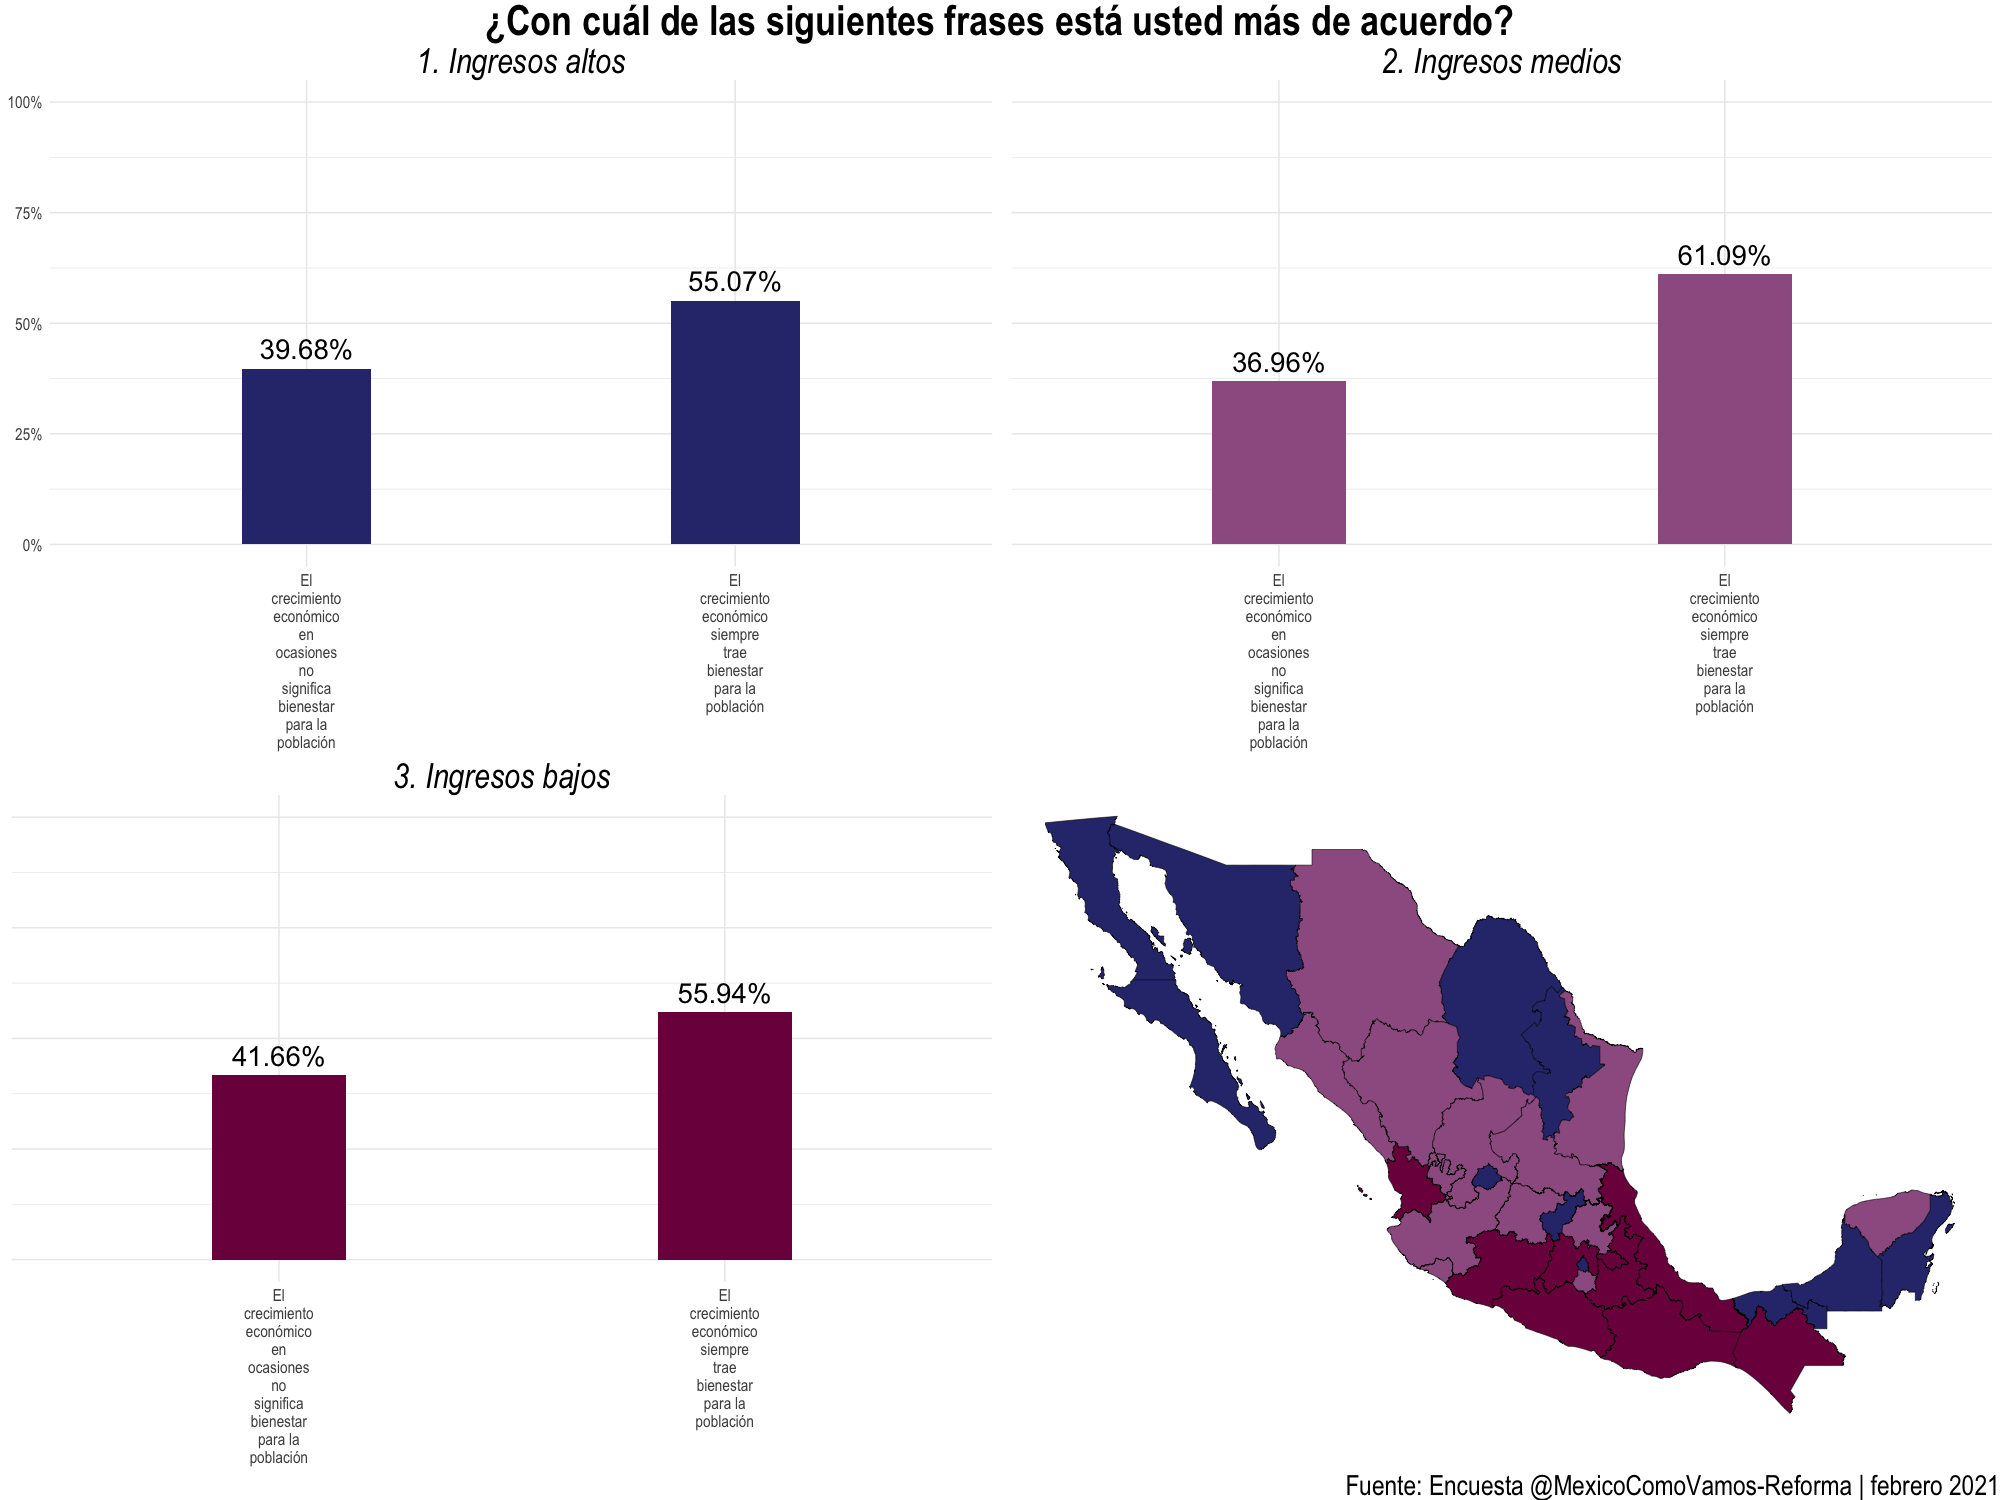 ¿Con cuál de las siguientes frases está usted más de acuerdo?
1. Ingresos altos
100%
75%
50%
25%
0%
39.68%
55.07%
El
crecimiento
económico
en
ocasiones
no
significa
bienestar
para la
población
El
crecimiento
económico
siempre
trae
bienestar
para la
población
2. Ingresos medios
36.96%
61.09%
El
crecimiento
económico
en
ocasiones
no
significa
bienestar
para la
población
El
crecimiento
económico
siempre
trae
bienestar
para la
población
3. Ingresos bajos
41.66%
55.94%
El
crecimiento
económico
en
ocasiones
no
significa
bienestar
para la
población
El
crecimiento
económico
siempre
trae
bienestar
para la
población
Fuente: Encuesta @MexicoComoVamos-Reforma | febrero 2021